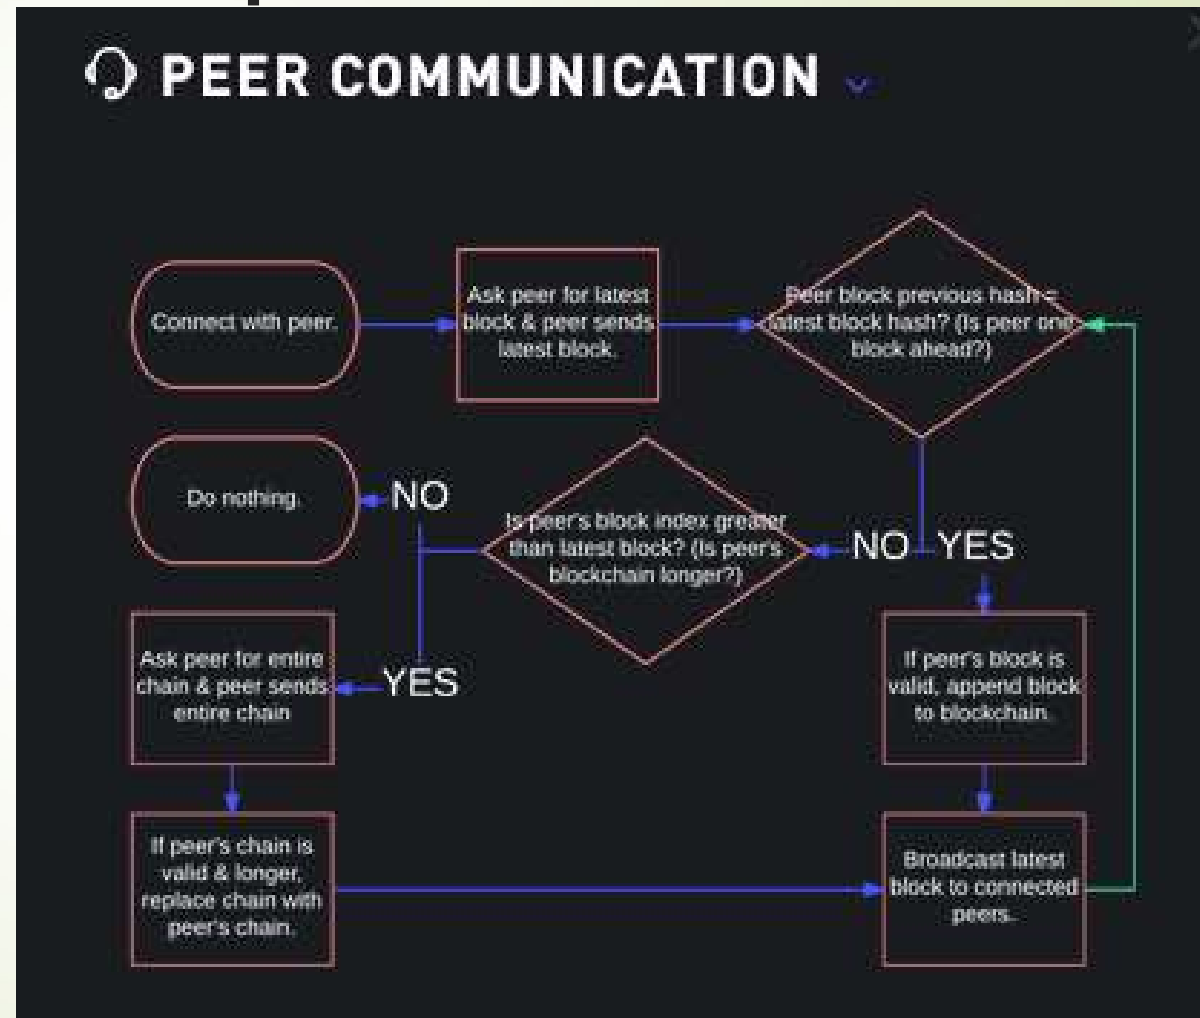 PEER COMMUNICATION
Connect with peer.
Ask peer for latest
block & peer sends
latest block.
Peer block previous hash =
latest block hash? (Is peer one
block ahead?)
Do nothing.
NO
Is peer's block index greater
than latest block? (Is peer's
blockchain longer?)
NO
YES
Ask peer for entire
chain & peer sends
entire chain
YES
If peer's block is
valid, append block
to blockchain.
If peer's chain is
valid & longer,
replace chain with
peer's chain.
Broadcast latest
block to connected
peers.